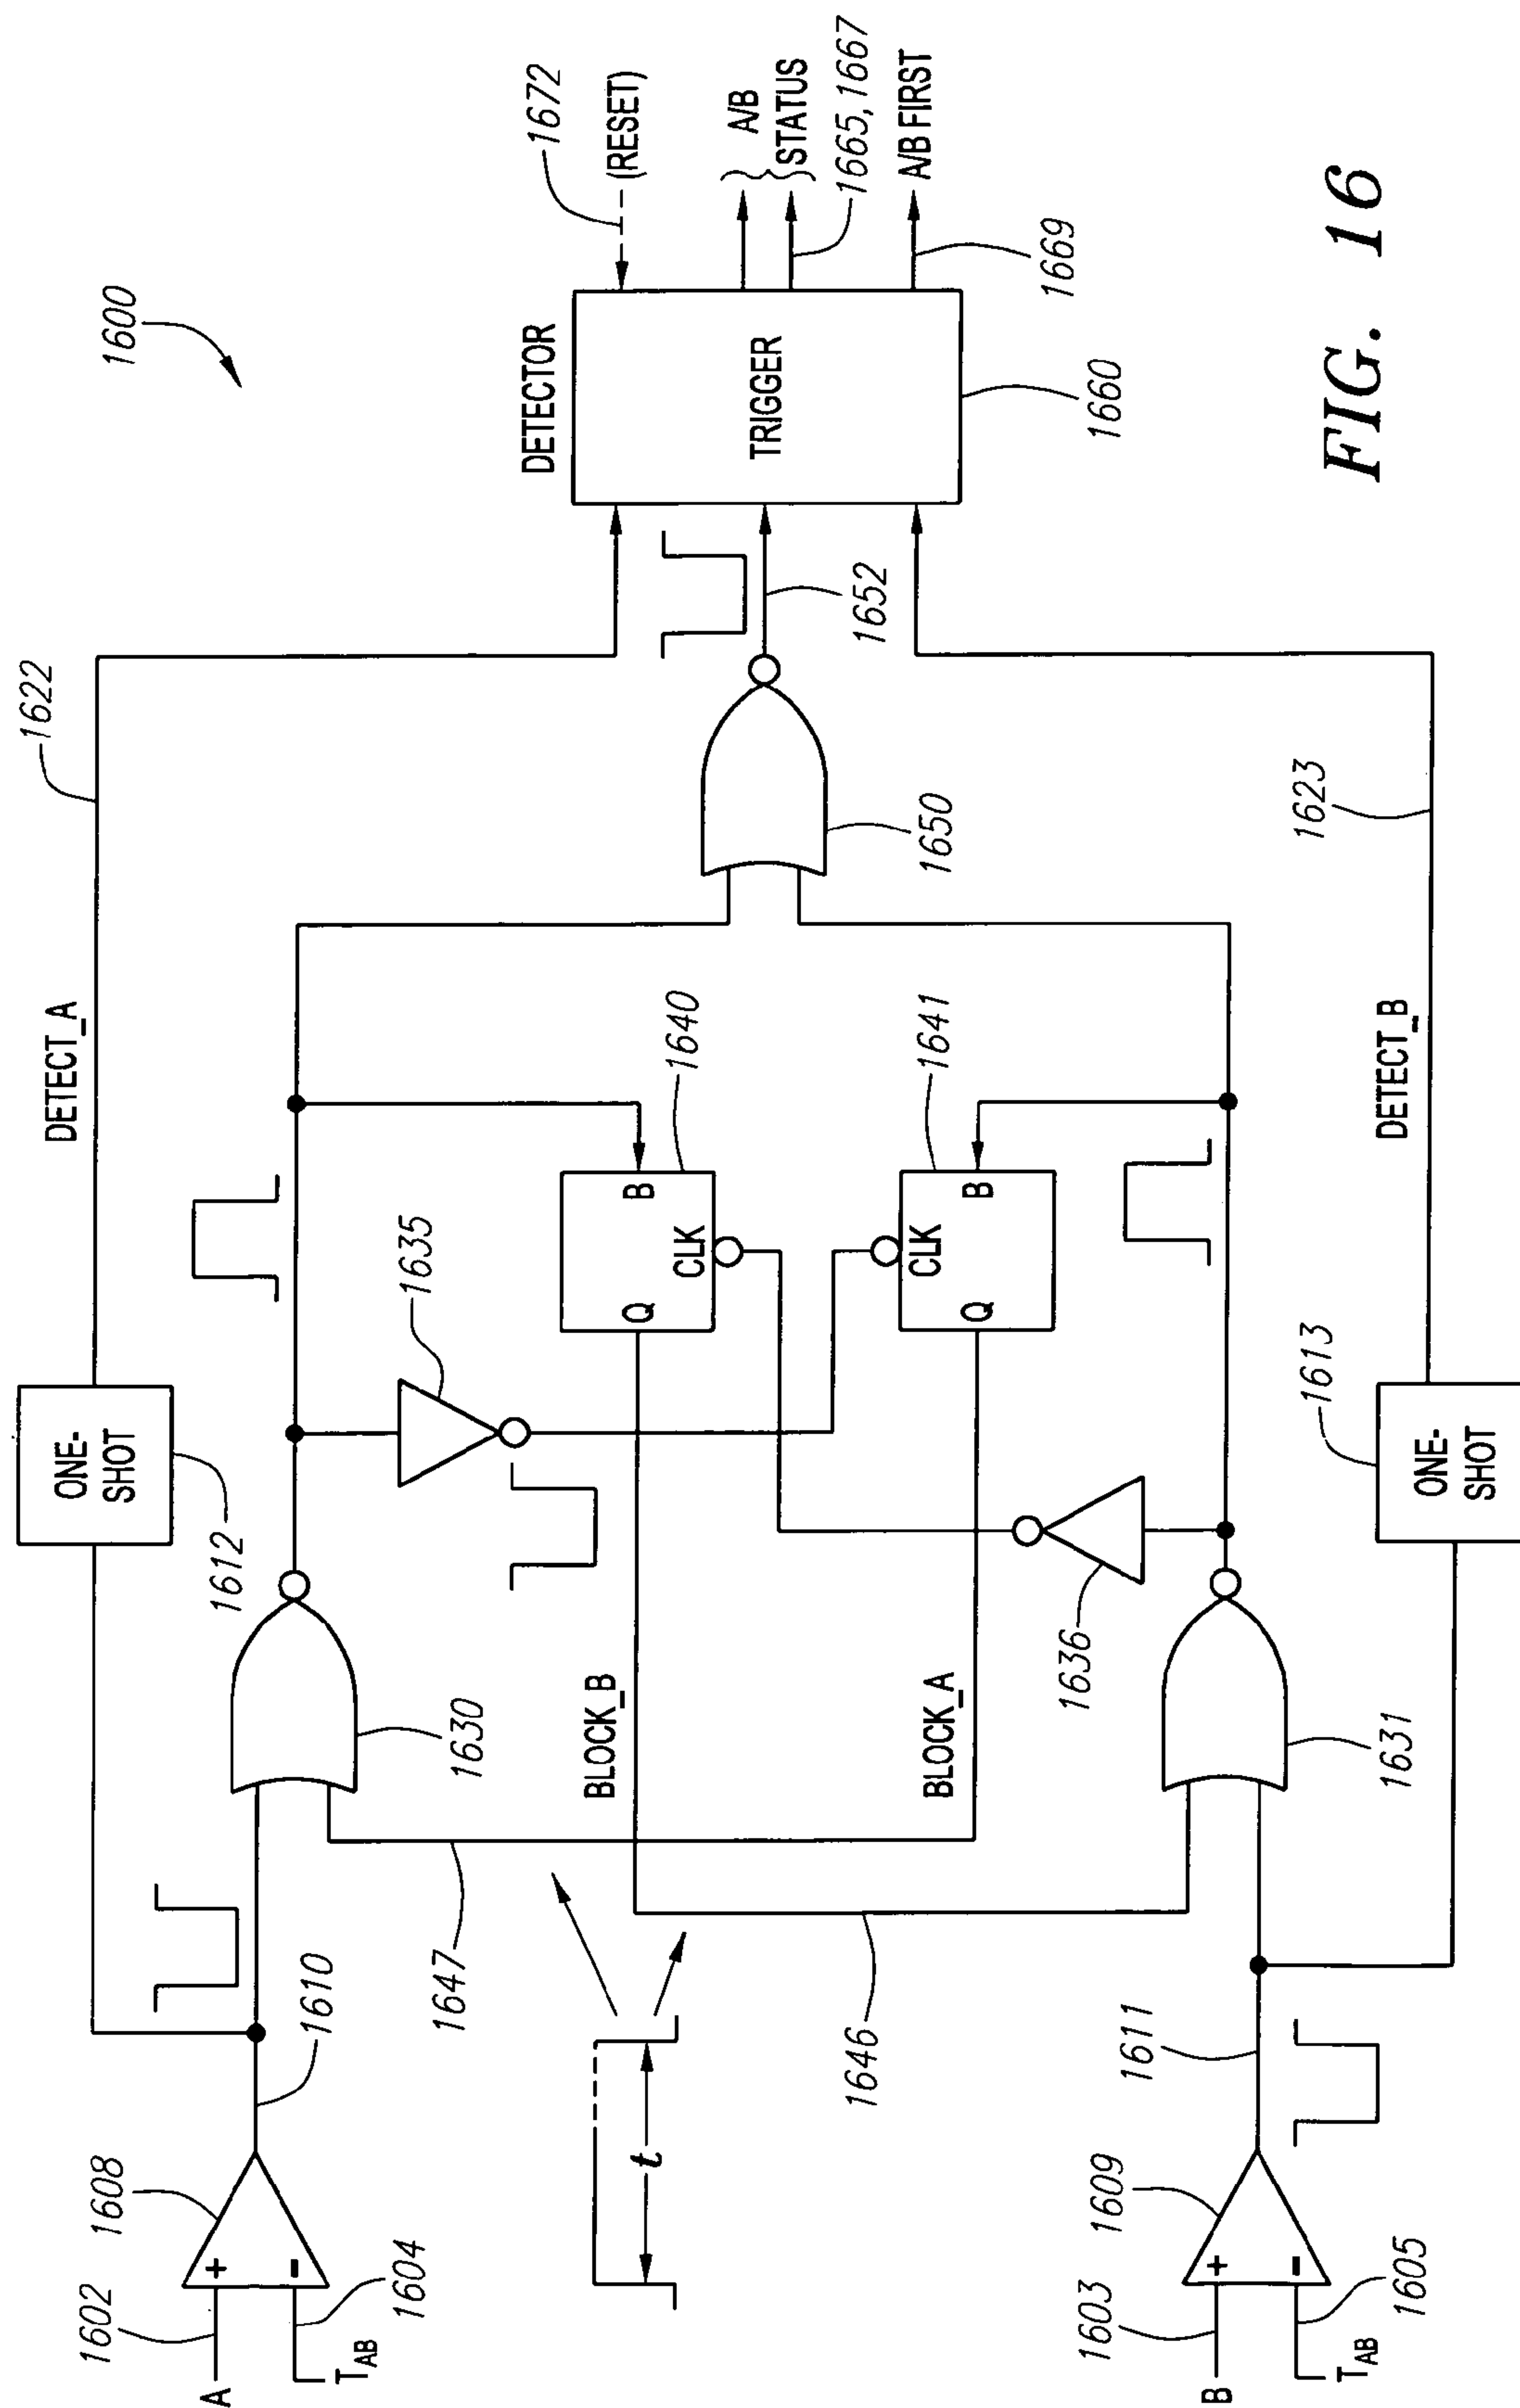 1600
1622
DETECT_A
ONE-
SHOT
1612
1608
1602
A
+
-
1604
T_AB
1610
1630
1647
1635
BLOCK_B
BLOCK_A
Q
B
CLK
1640
Q
B
CLK
1641
t
1646
1636
1631
1650
1652
DETECTOR
TRIGGER
1660
1672
(RESET)
A/B
STATUS
1665, 1667
A/B FIRST
1669
1603
B
+
-
1605
T_AB
1609
1611
ONE-
SHOT
1613
DETECT_B
1623
FIG. 16